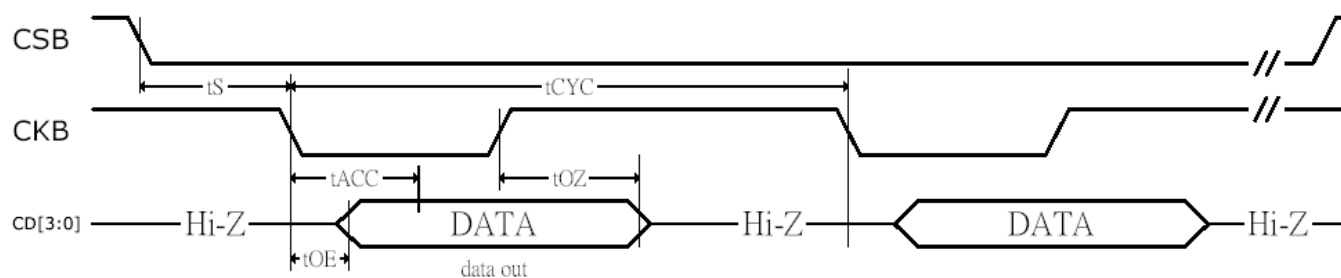 CSB
tS tCYC
CKB
tACC tOZ
CD[3:0] Hi-Z DATA Hi-Z DATA Hi-Z
tOE data out